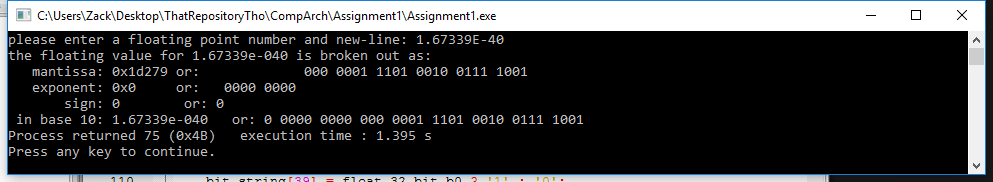 C:\Users\Zack\Desktop\ThatRepositoryTho\CompArch\Assignment1\Assignment1.exe
please enter a floating point number and new-line: 1.67339E-40
the floating value for 1.67339e-040 is broken out as:
mantissa: 0x1d279 or: 000 0001 1101 0010 0111 1001
exponent: 0x0 or: 0000 0000
sign: 0 or: 0
in base 10: 1.67339e-040 or: 0 0000 0000 000 0001 1101 0010 0111 1001
Process returned 75 (0x4B) execution time : 1.395 s
Press any key to continue.
110 bit_string[39] = float_32.bit.b0 ? '1' : '0';